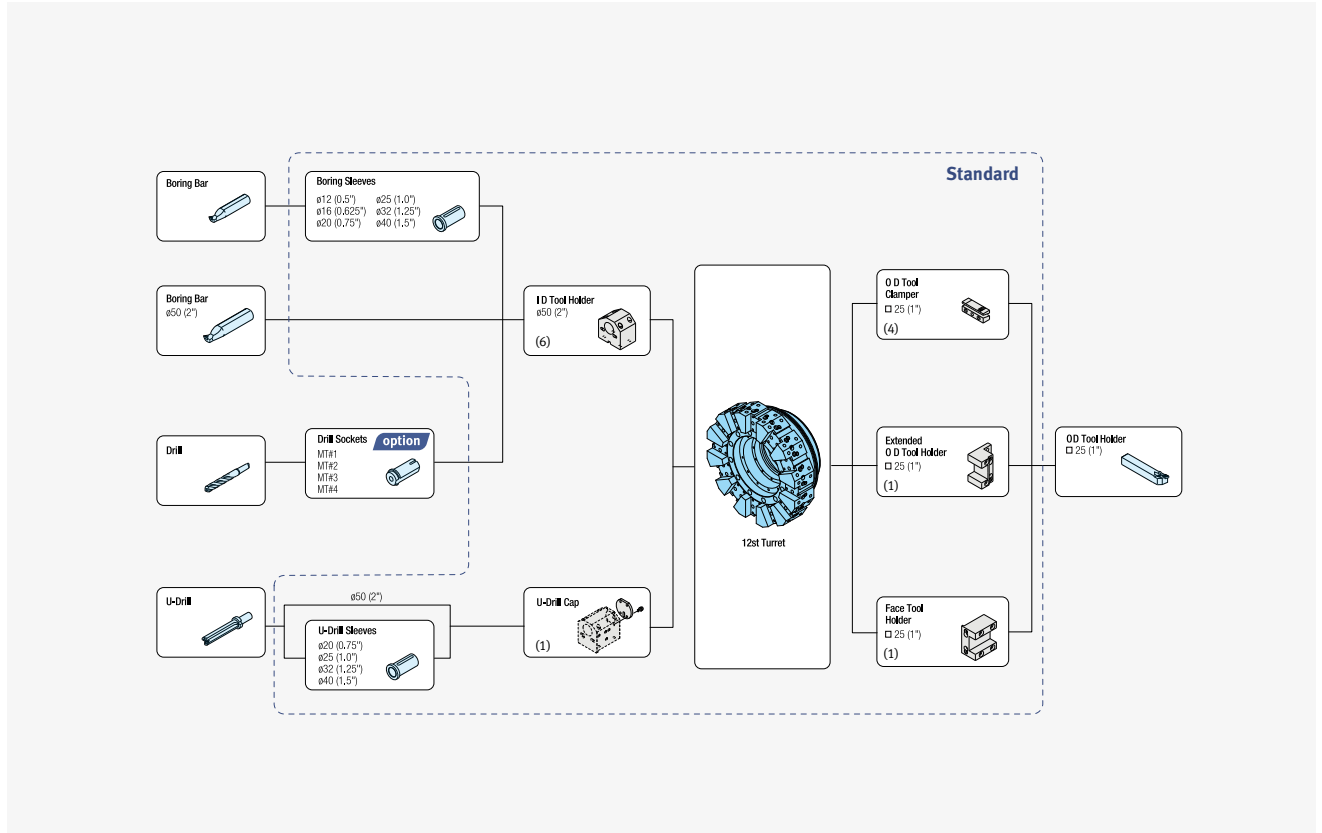 Standard
Boring Bar
Boring Sleeves
ø12 (0.5") ø25 (1.0")
ø16 (0.625") ø32 (1.25")
ø20 (0.75") ø40 (1.5")
Boring Bar
ø50 (2")
I D Tool Holder
ø50 (2")
(6)
Drill
Drill Sockets
option
MT#1
MT#2
MT#3
MT#4
U-Drill
ø50 (2")
U-Drill Sleeves
ø20 (0.75")
ø25 (1.0")
ø32 (1.25")
ø40 (1.5")
U-Drill Cap
(1)
12st Turret
O D Tool
Clamper
□ 25 (1")
(4)
Extended
O D Tool Holder
□ 25 (1")
(1)
Face Tool
Holder
□ 25 (1")
(1)
OD Tool Holder
□ 25 (1")